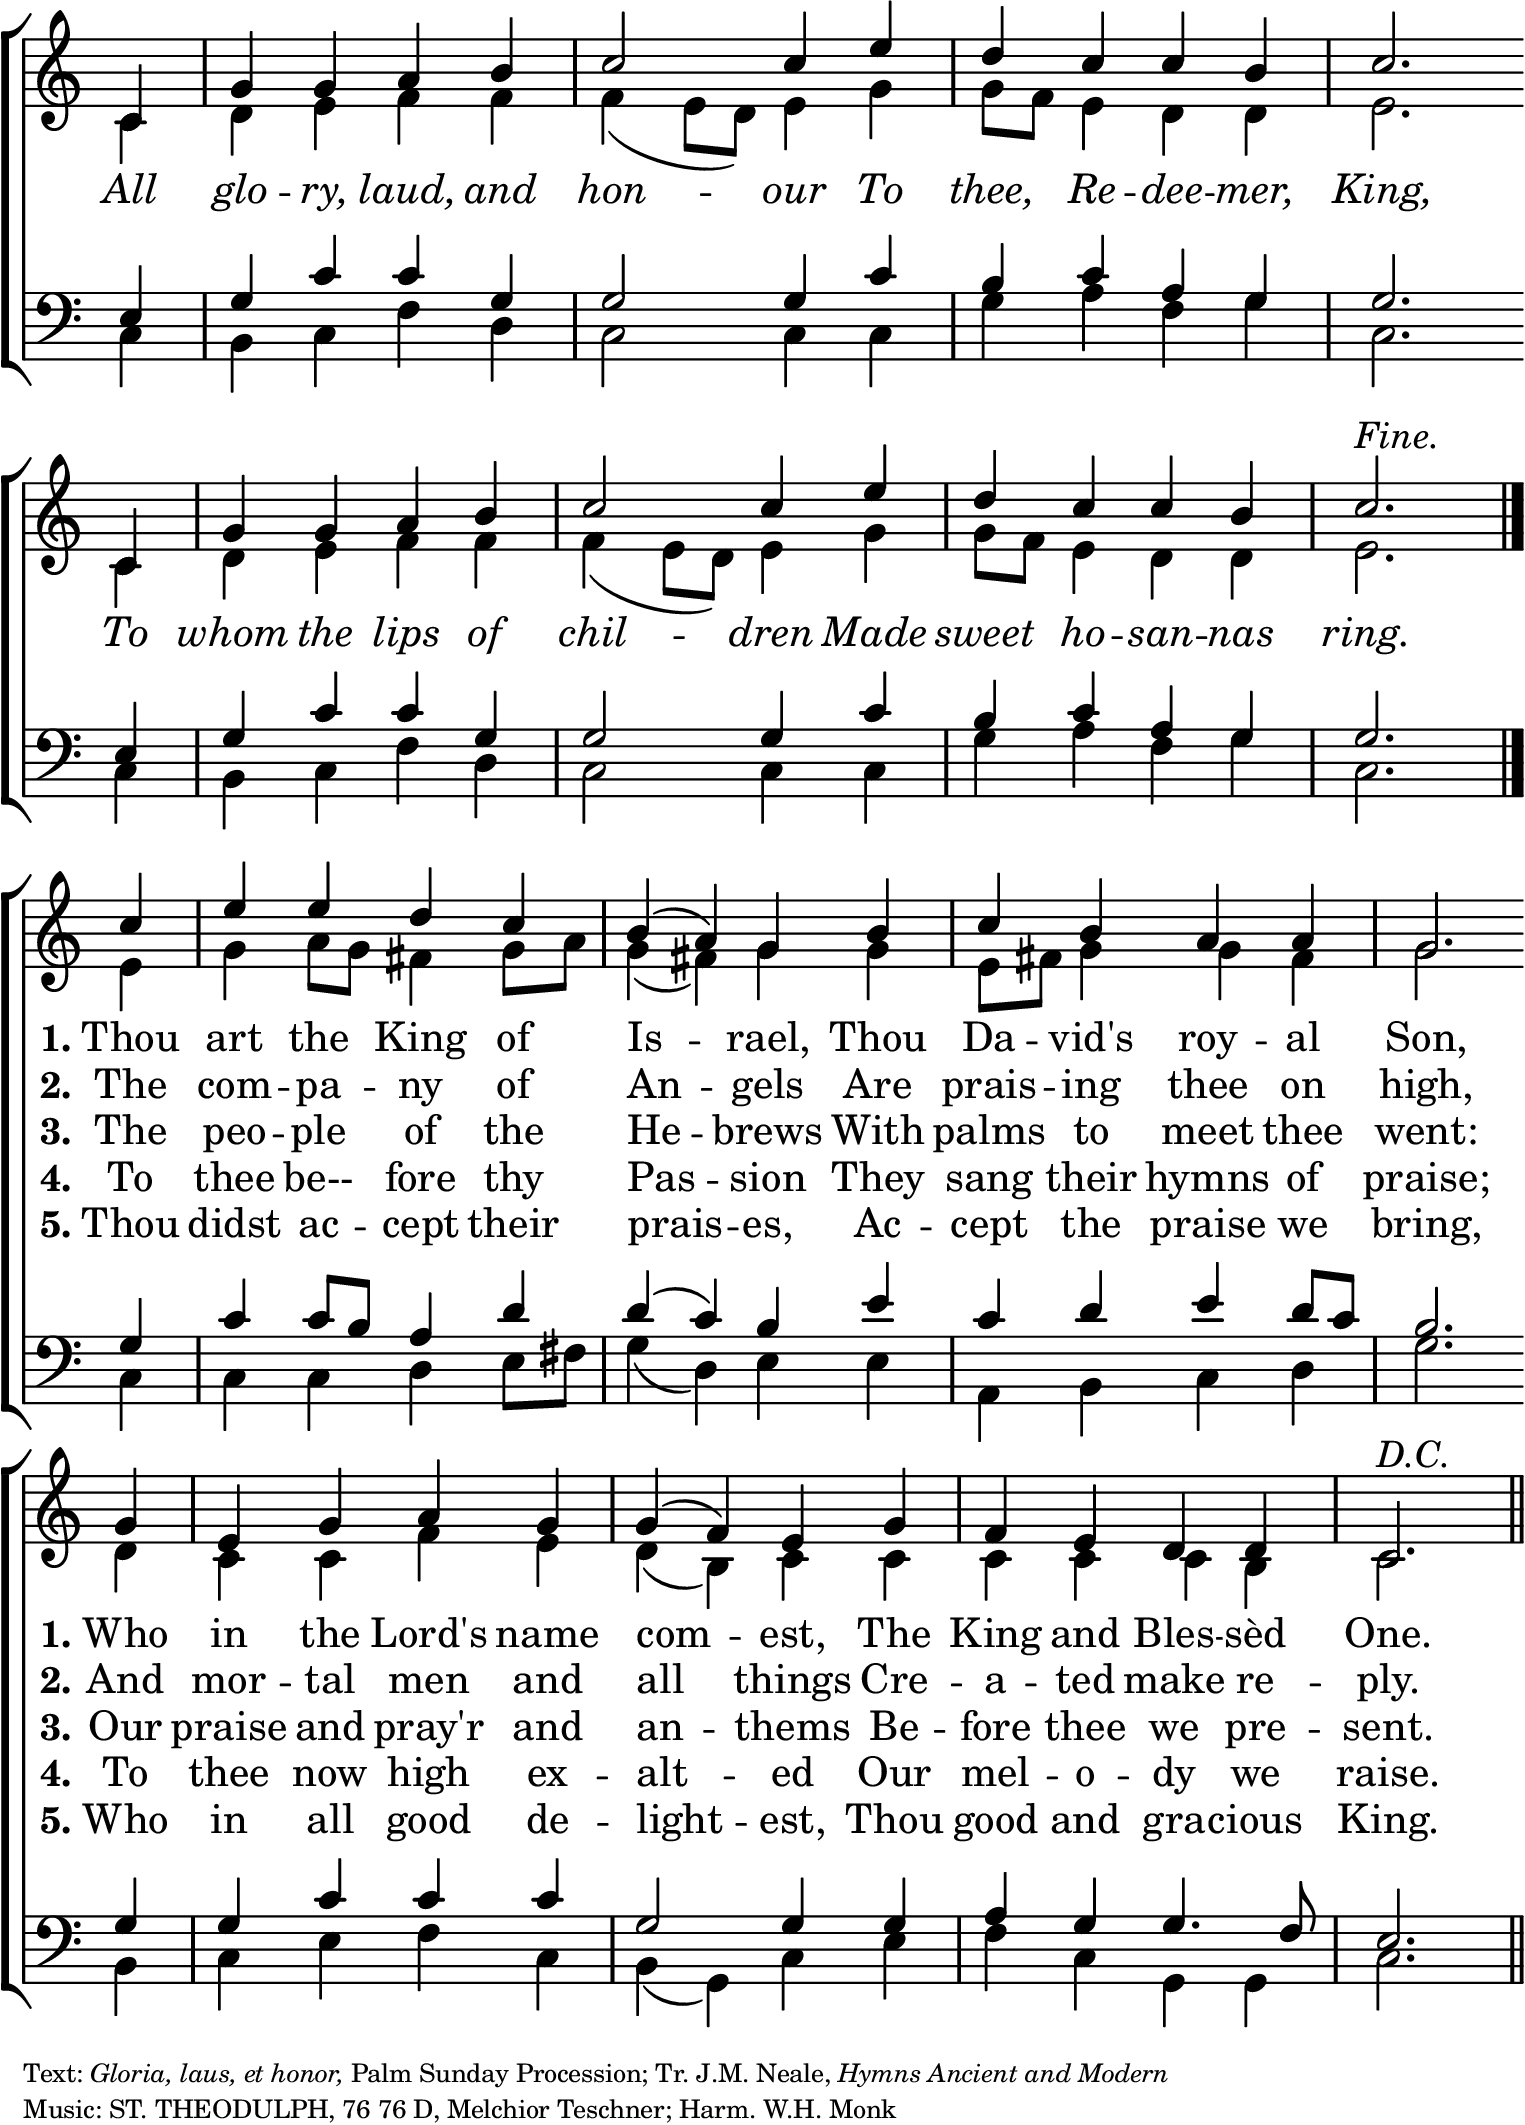 All glo -- ry, laud, and hon -- our To thee, Re -- dee -- mer, King,
Fine.
To whom the lips of chil -- dren Made sweet ho -- san -- nas ring.
1. Thou art the King of Is -- rael, Thou Da -- vid's roy -- al Son,
2. The com -- pa -- ny of An -- gels Are prais -- ing thee on high,
3. The peo -- ple of the He -- brews With palms to meet thee went:
4. To thee be-- fore thy Pas -- sion They sang their hymns of praise;
5. Thou didst ac -- cept their prais -- es, Ac -- cept the praise we bring,
D.C.
1. Who in the Lord's name com -- est, The King and Bles -- sèd One.
2. And mor -- tal men and all things Cre -- a -- ted make re -- ply.
3. Our praise and pray'r and an -- thems Be -- fore thee we pre -- sent.
4. To thee now high ex -- alt -- ed Our mel -- o -- dy we raise.
5. Who in all good de -- light -- est, Thou good and gracious King.
Text: Gloria, laus, et honor, Palm Sunday Procession; Tr. J.M. Neale, Hymns Ancient and Modern
Music: ST. THEODULPH, 76 76 D, Melchior Teschner; Harm. W.H. Monk